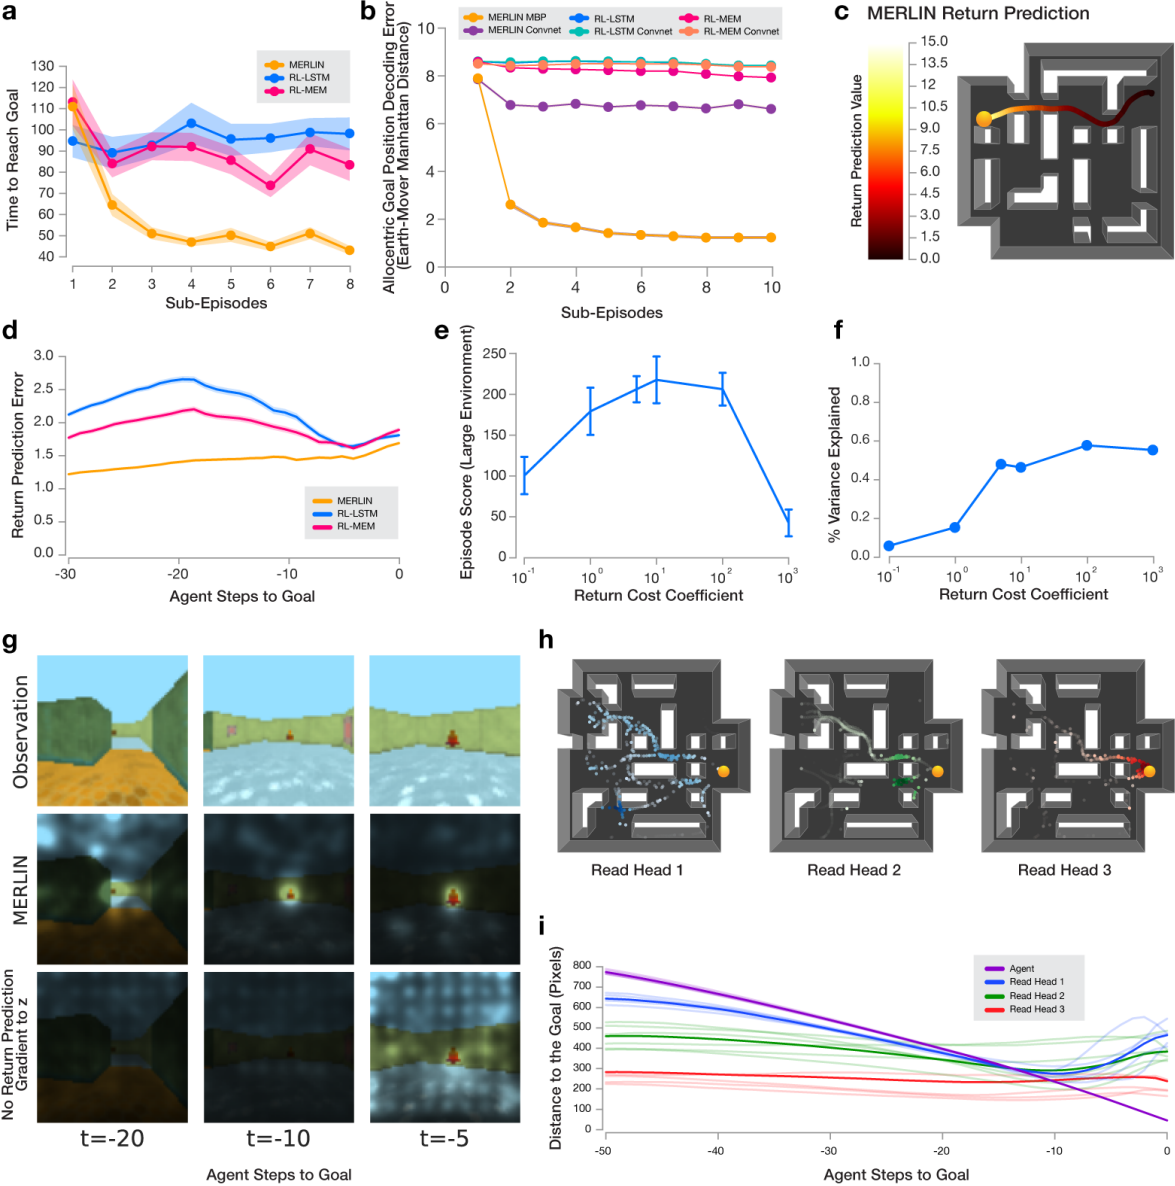 a
Time to Reach Goal
130
120
110
100
90
80
70
60
50
40
MERLIN
RL-LSTM
RL-MEM
1 2 3 4 5 6 7 8
Sub-Episodes
b
Allocentric Goal Position Decoding Error
(Earth-Mover Manhattan Distance)
10
8
6
4
2
0
MERLIN MBP
RL-LSTM
RL-MEM
MERLIN Convnet
RL-LSTM Convnet
RL-MEM Convnet
0 2 4 6 8 10
Sub-Episodes
c
MERLIN Return Prediction
Return Prediction Value
15.0
13.5
12
10.5
9.0
7.5
6.0
4.5
3.0
1.5
0.0
d
Return Prediction Error
3.0
2.5
2.0
1.5
1.0
0.5
0.0
MERLIN
RL-LSTM
RL-MEM
-30 -20 -10 0
Agent Steps to Goal
e
Episode Score (Large Environment)
250
200
150
100
50
0
10⁻¹ 10⁰ 10¹ 10² 10³
Return Cost Coefficient
f
% Variance Explained
1.0
0.8
0.6
0.4
0.2
0.0
10⁻¹ 10⁰ 10¹ 10² 10³
Return Cost Coefficient
g
Observation
MERLIN
No Return Prediction
Gradient to z
t=-20 t=-10 t=-5
Agent Steps to Goal
h
Read Head 1
Read Head 2
Read Head 3
i
Distance to the Goal (Pixels)
800
700
600
500
400
300
200
100
0
Agent
Read Head 1
Read Head 2
Read Head 3
-50 -40 -30 -20 -10 0
Agent Steps to Goal